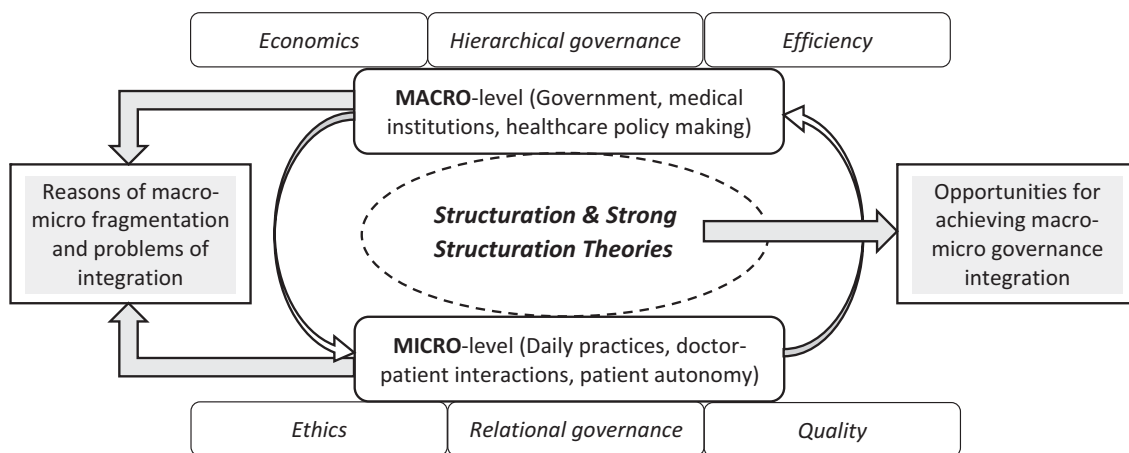 Economics
Hierarchical governance
Efficiency
MACRO-level (Government, medical
institutions, healthcare policy making)
Reasons of macro-
micro fragmentation
and problems of
integration
Structuration & Strong
Structuration Theories
Opportunities for
achieving macro-
micro governance
integration
MICRO-level (Daily practices, doctor-
patient interactions, patient autonomy)
Ethics
Relational governance
Quality